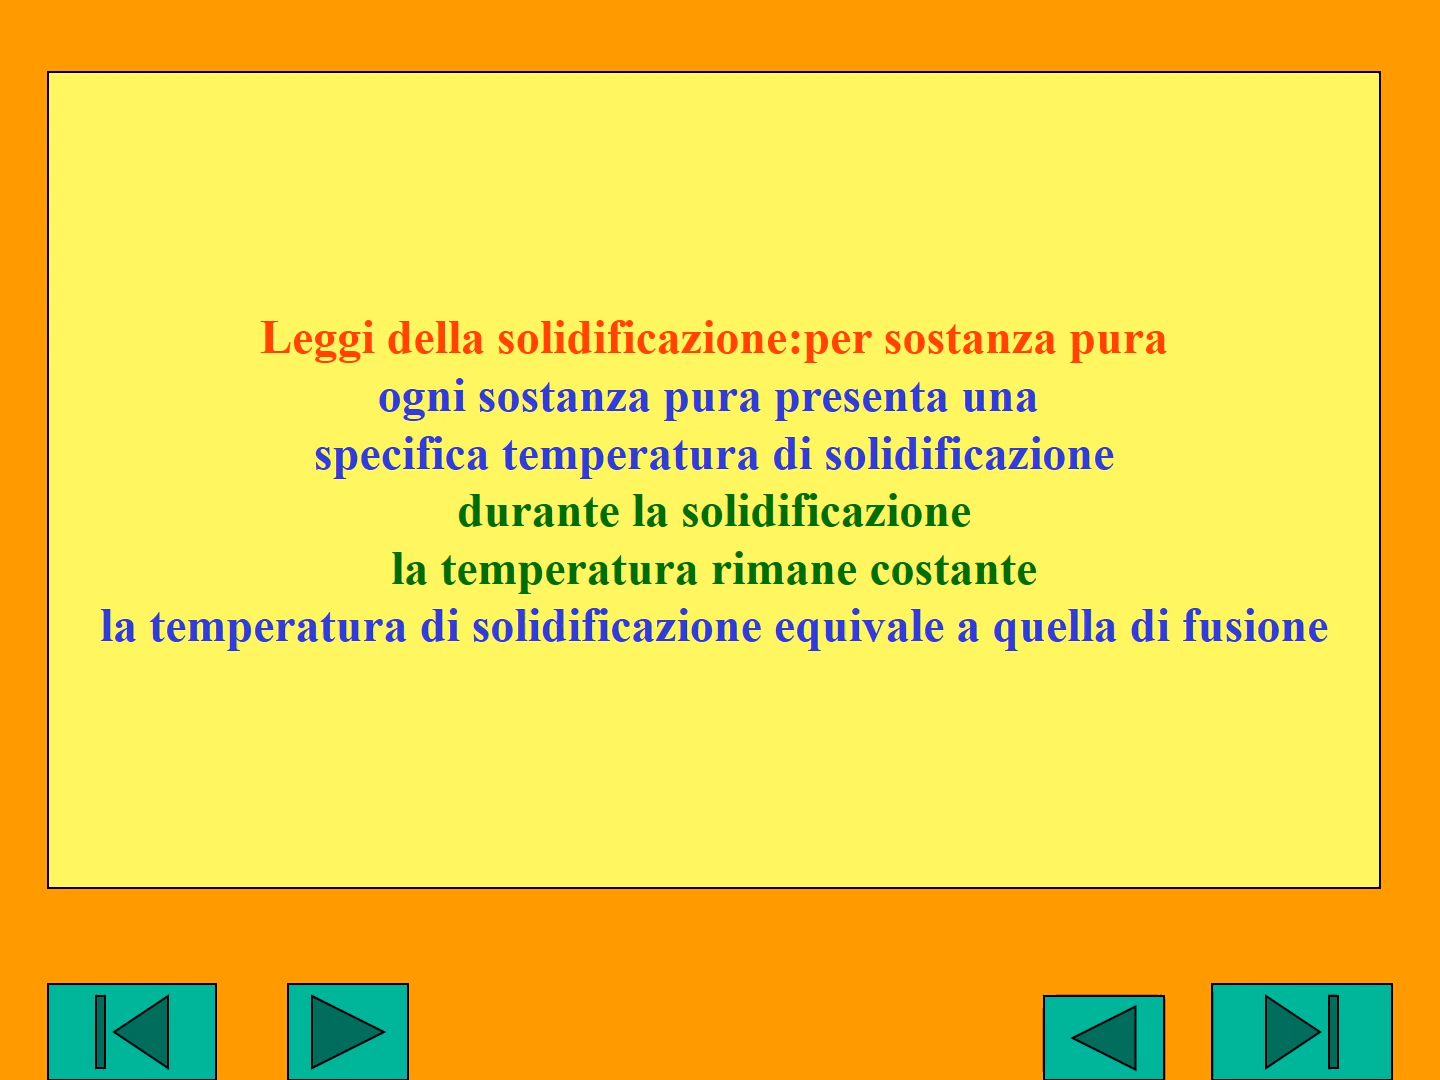 Leggi della solidificazione:per sostanza pura
ogni sostanza pura presenta una
specifica temperatura di solidificazione
durante la solidificazione
la temperatura rimane costante
la temperatura di solidificazione equivale a quella di fusione